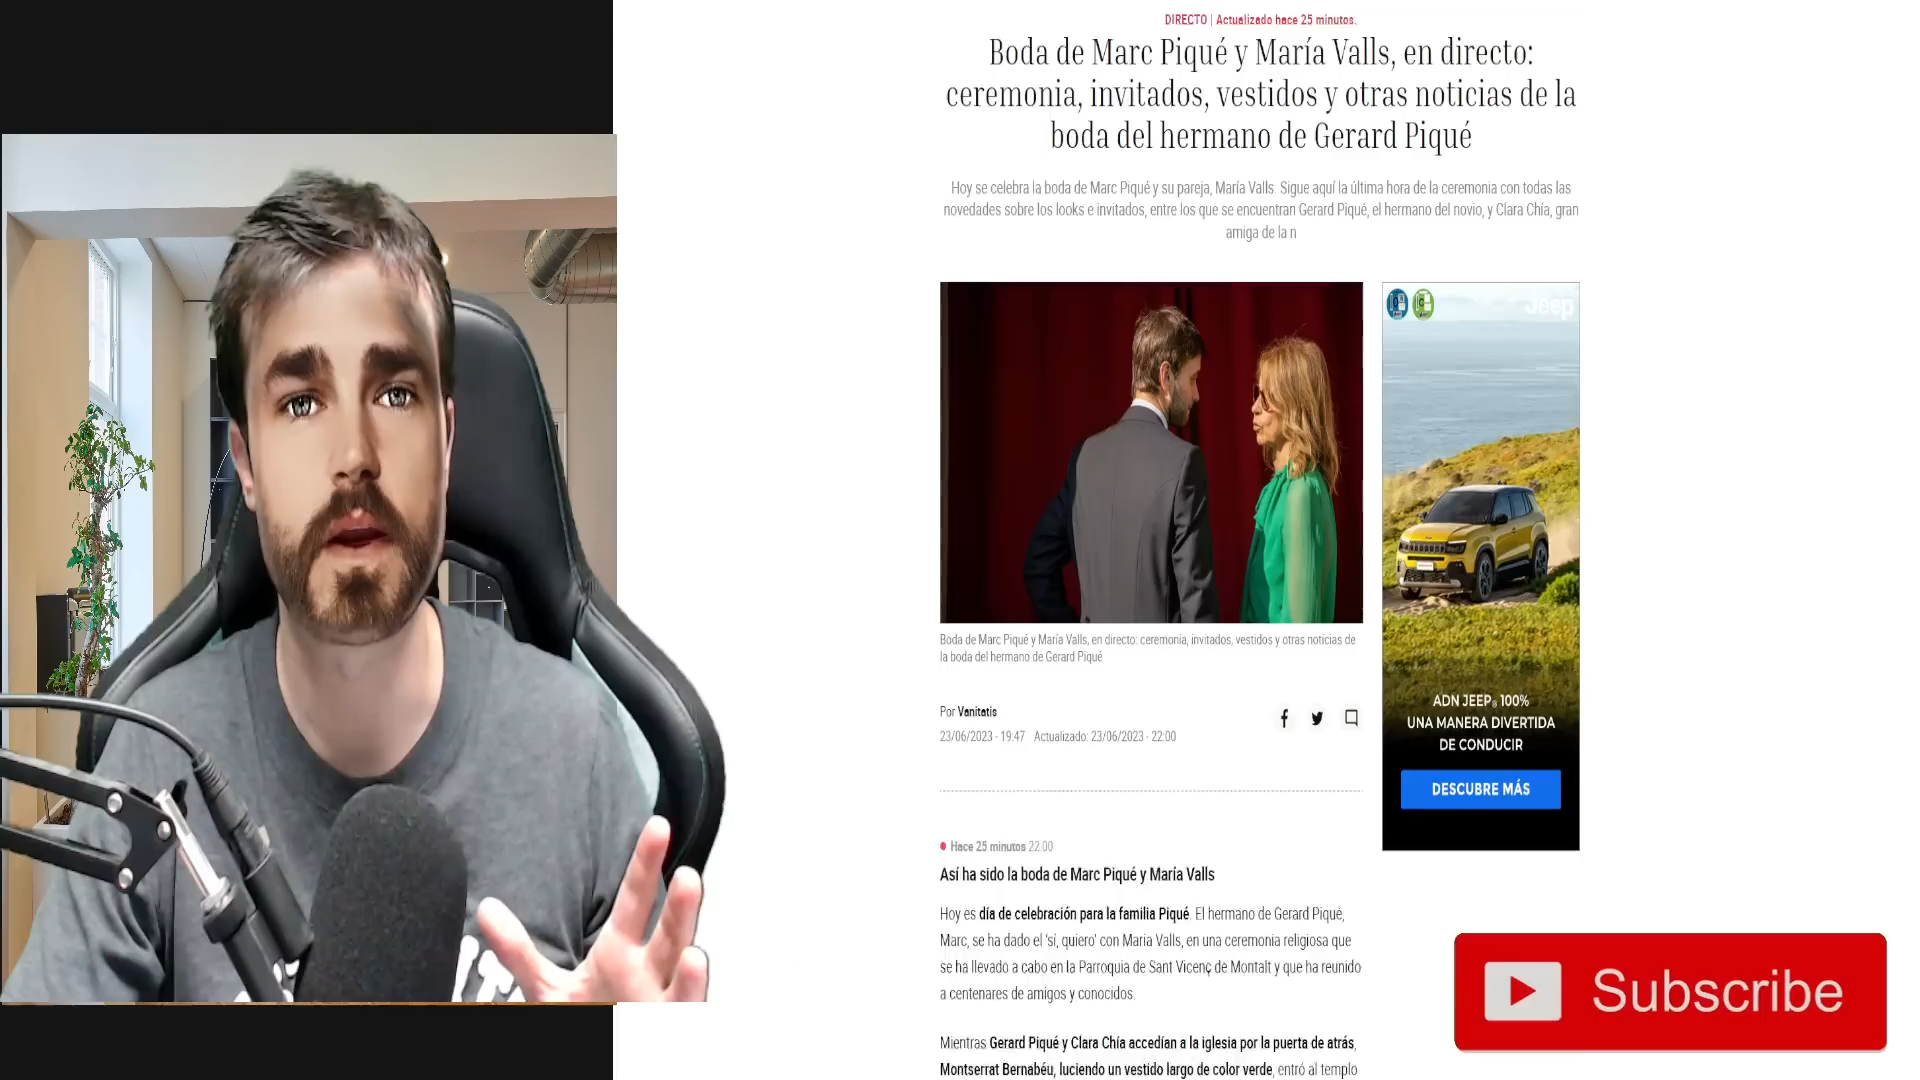 DIRECTO | Actualizado hace 25 minutos.
Boda de Marc Piqué y María Valls, en directo:
ceremonia, invitados, vestidos y otras noticias de la
boda del hermano de Gerard Piqué
Hoy se celebra la boda de Marc Piqué y su pareja, María Valls. Sigue aquí la última hora de la ceremonia con todas las
novedades sobre los looks e invitados, entre los que se encuentran Gerard Piqué, el hermano del novio, y Clara Chía, gran
amiga de la n
Jeep
Boda de Marc Piqué y María Valls, en directo: ceremonia, invitados, vestidos y otras noticias de
la boda del hermano de Gerard Piqué
Por Vanitatis
23/06/2023 - 19:47 Actualizado: 23/06/2023 - 22:00
ADN JEEP® 100%
UNA MANERA DIVERTIDA
DE CONDUCIR
DESCUBRE MÁS
Hace 25 minutos 22.00
Así ha sido la boda de Marc Piqué y María Valls
Hoy es día de celebración para la familia Piqué. El hermano de Gerard Piqué,
Marc, se ha dado el 'sí, quiero' con Maria Valls, en una ceremonia religiosa que
se ha llevado a cabo en la Parroquia de Sant Vicenç de Montalt y que ha reunido
a centenares de amigos y conocidos.
Mientras Gerard Piqué y Clara Chía accedían a la iglesia por la puerta de atrás,
Montserrat Bernabéu, luciendo un vestido largo de color verde, entró al templo
Subscribe